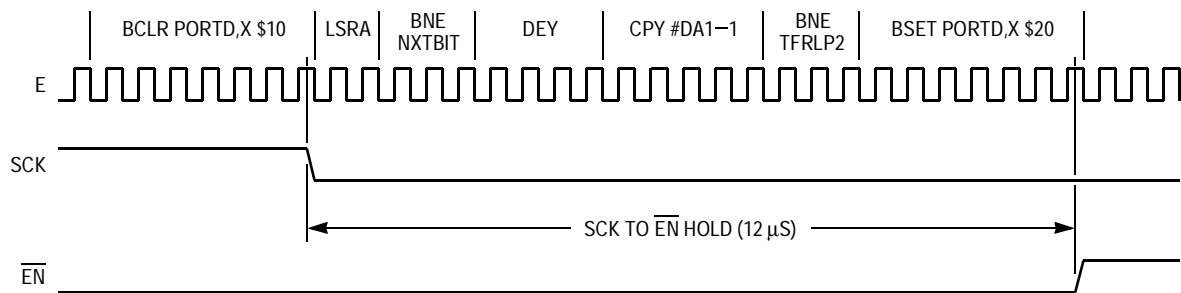 BCLR PORTD,X $10
LSRA
BNE
NXTBIT
DEY
CPY #DA1–1
BNE
TFRLP2
BSET PORTD,X $20
E
SCK
SCK TO EN HOLD (12 μS)
EN